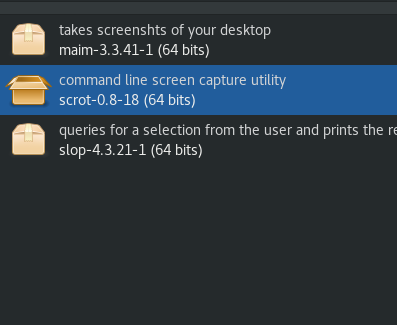 takes screenshts of your desktop
maim-3.3.41-1 (64 bits)
command line screen capture utility
scrot-0.8-18 (64 bits)
queries for a selection from the user and prints the re
slop-4.3.21-1 (64 bits)